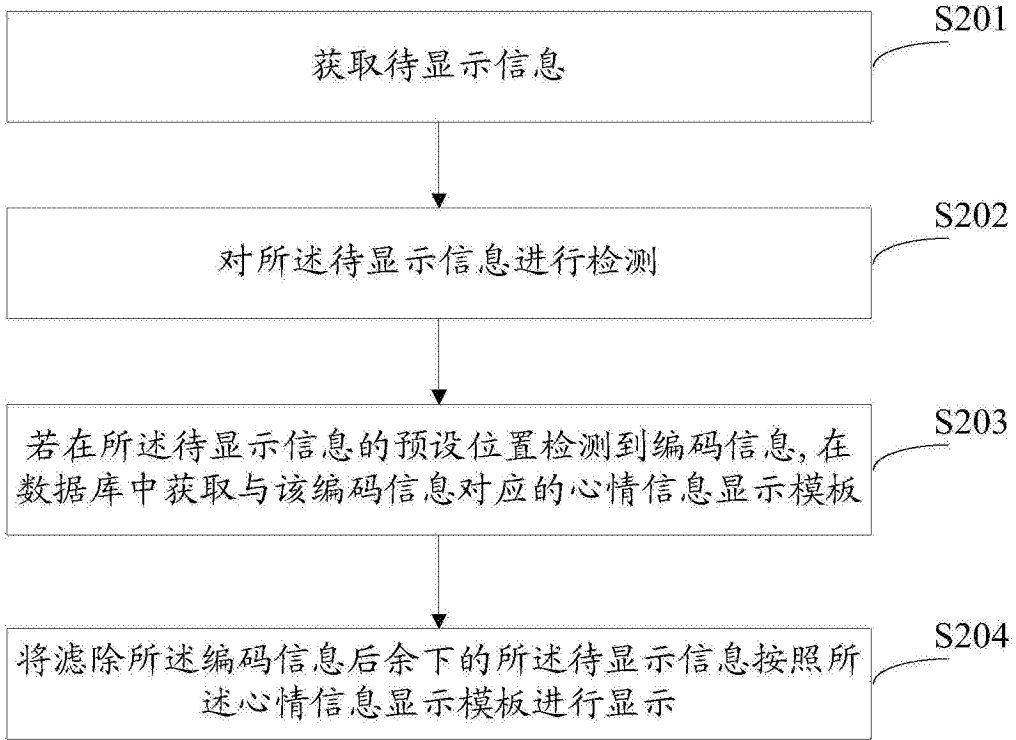 S201
获取待显示信息
S202
对所述待显示信息进行检测
S203
若在所述待显示信息的预设位置检测到编码信息,在
数据库中获取与该编码信息对应的心情信息显示模板
S204
将滤除所述编码信息后余下的所述待显示信息按照所
述心情信息显示模板进行显示